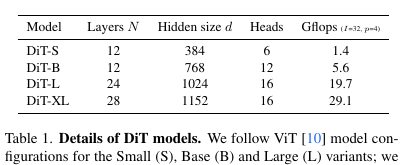 Model Layers N Hidden size d Heads Gflops (I=32, p=4)
DiT-S 12 384 6 1.4
DiT-B 12 768 12 5.6
DiT-L 24 1024 16 19.7
DiT-XL 28 1152 16 29.1
Table 1. Details of DiT models. We follow ViT [10] model con-
figurations for the Small (S), Base (B) and Large (L) variants; we